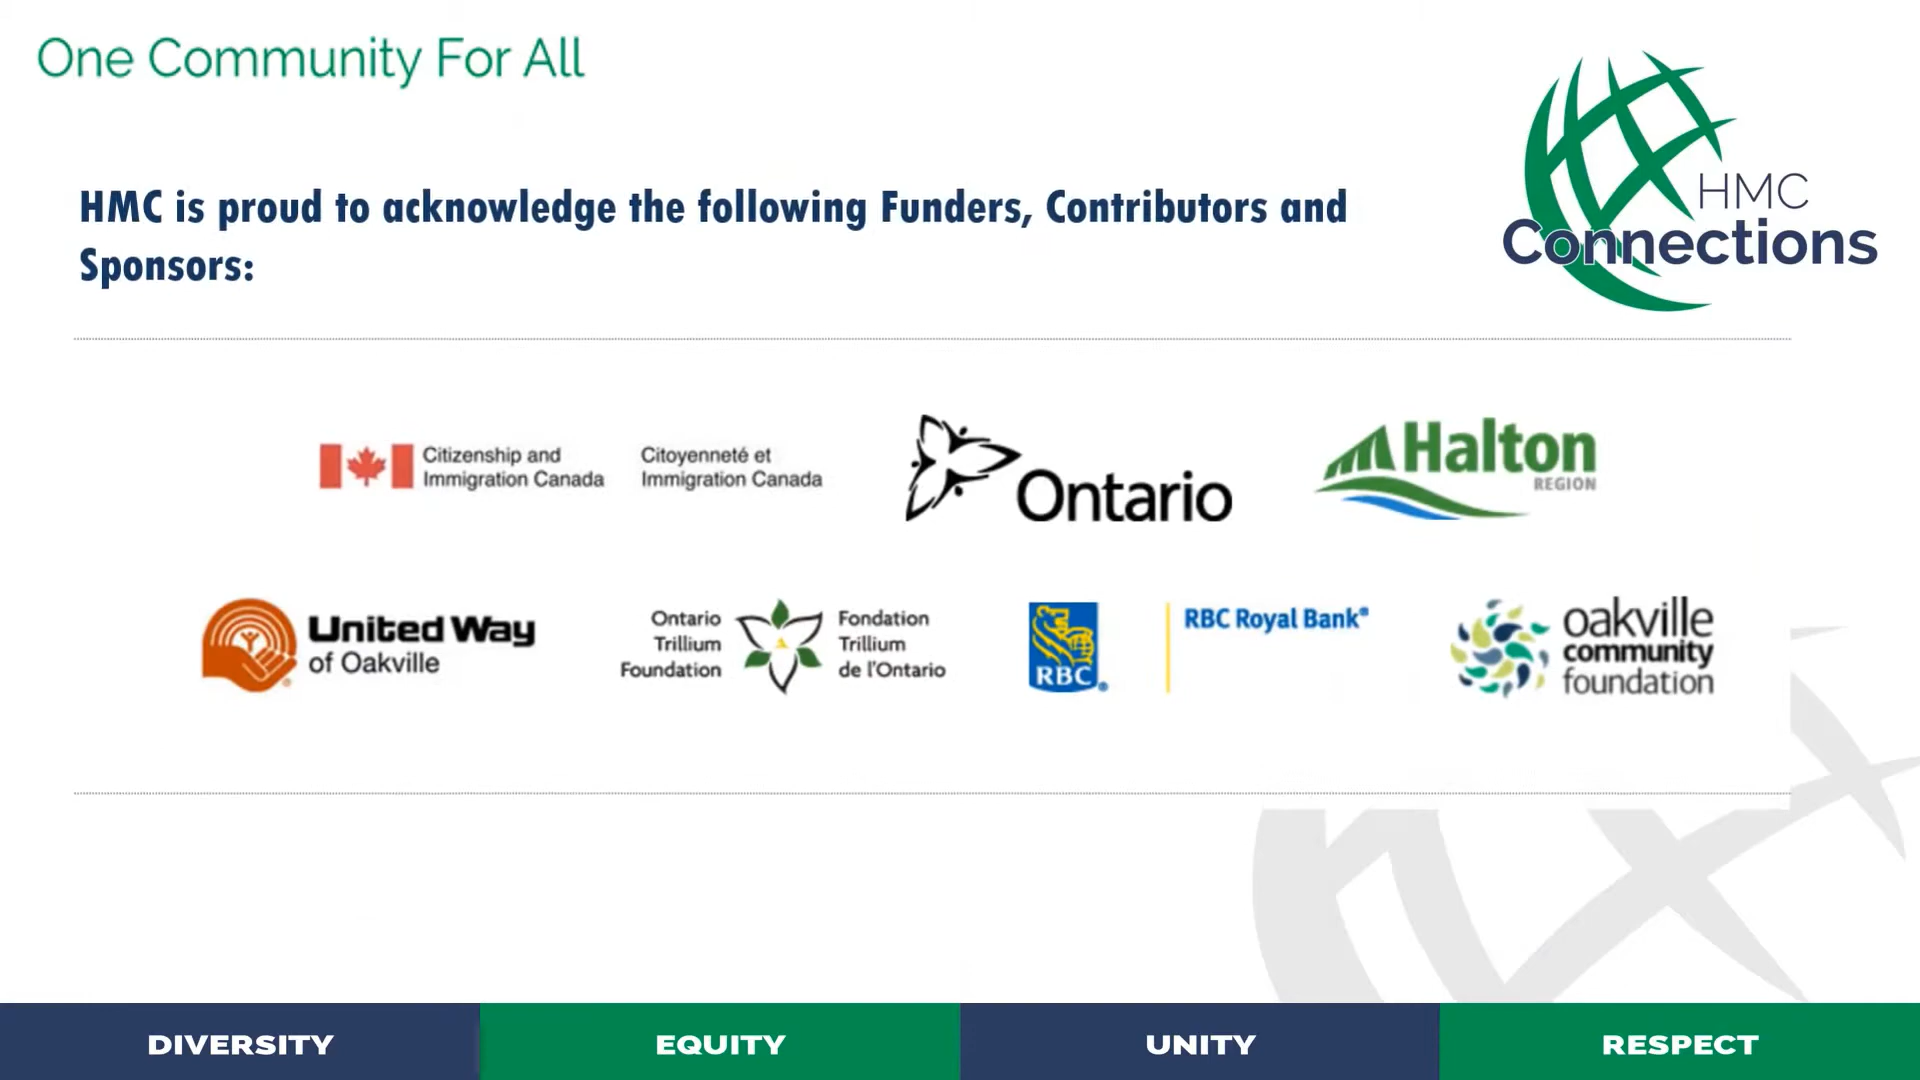 One Community For All
HMC
Connections
HMC is proud to acknowledge the following Funders, Contributors and
Sponsors:
Citizenship and
Immigration Canada
Citoyenneté et
Immigration Canada
Ontario
Halton
REGION
United Way
of Oakville
Ontario
Trillium
Foundation
Fondation
Trillium
de l'Ontario
RBC®
RBC Royal Bank®
oakville
community
foundation
DIVERSITY
EQUITY
UNITY
RESPECT